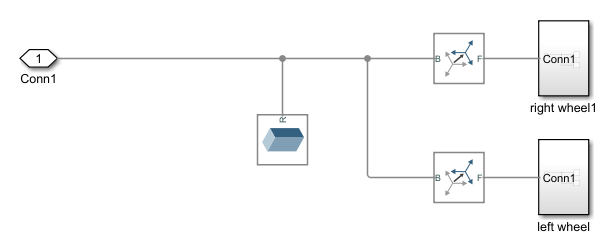 1
Conn1
R
B F
Conn1
right wheel1
B F
Conn1
left wheel